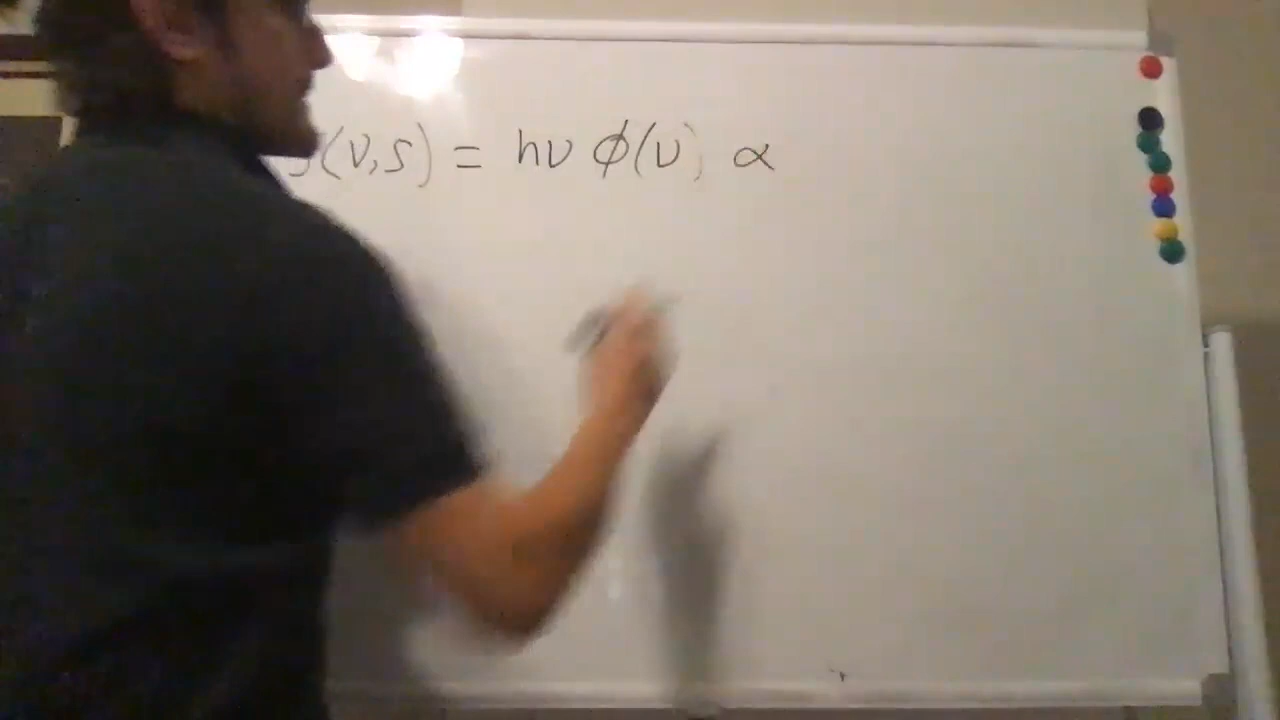 (ν,s) = hν ϕ(ν) α